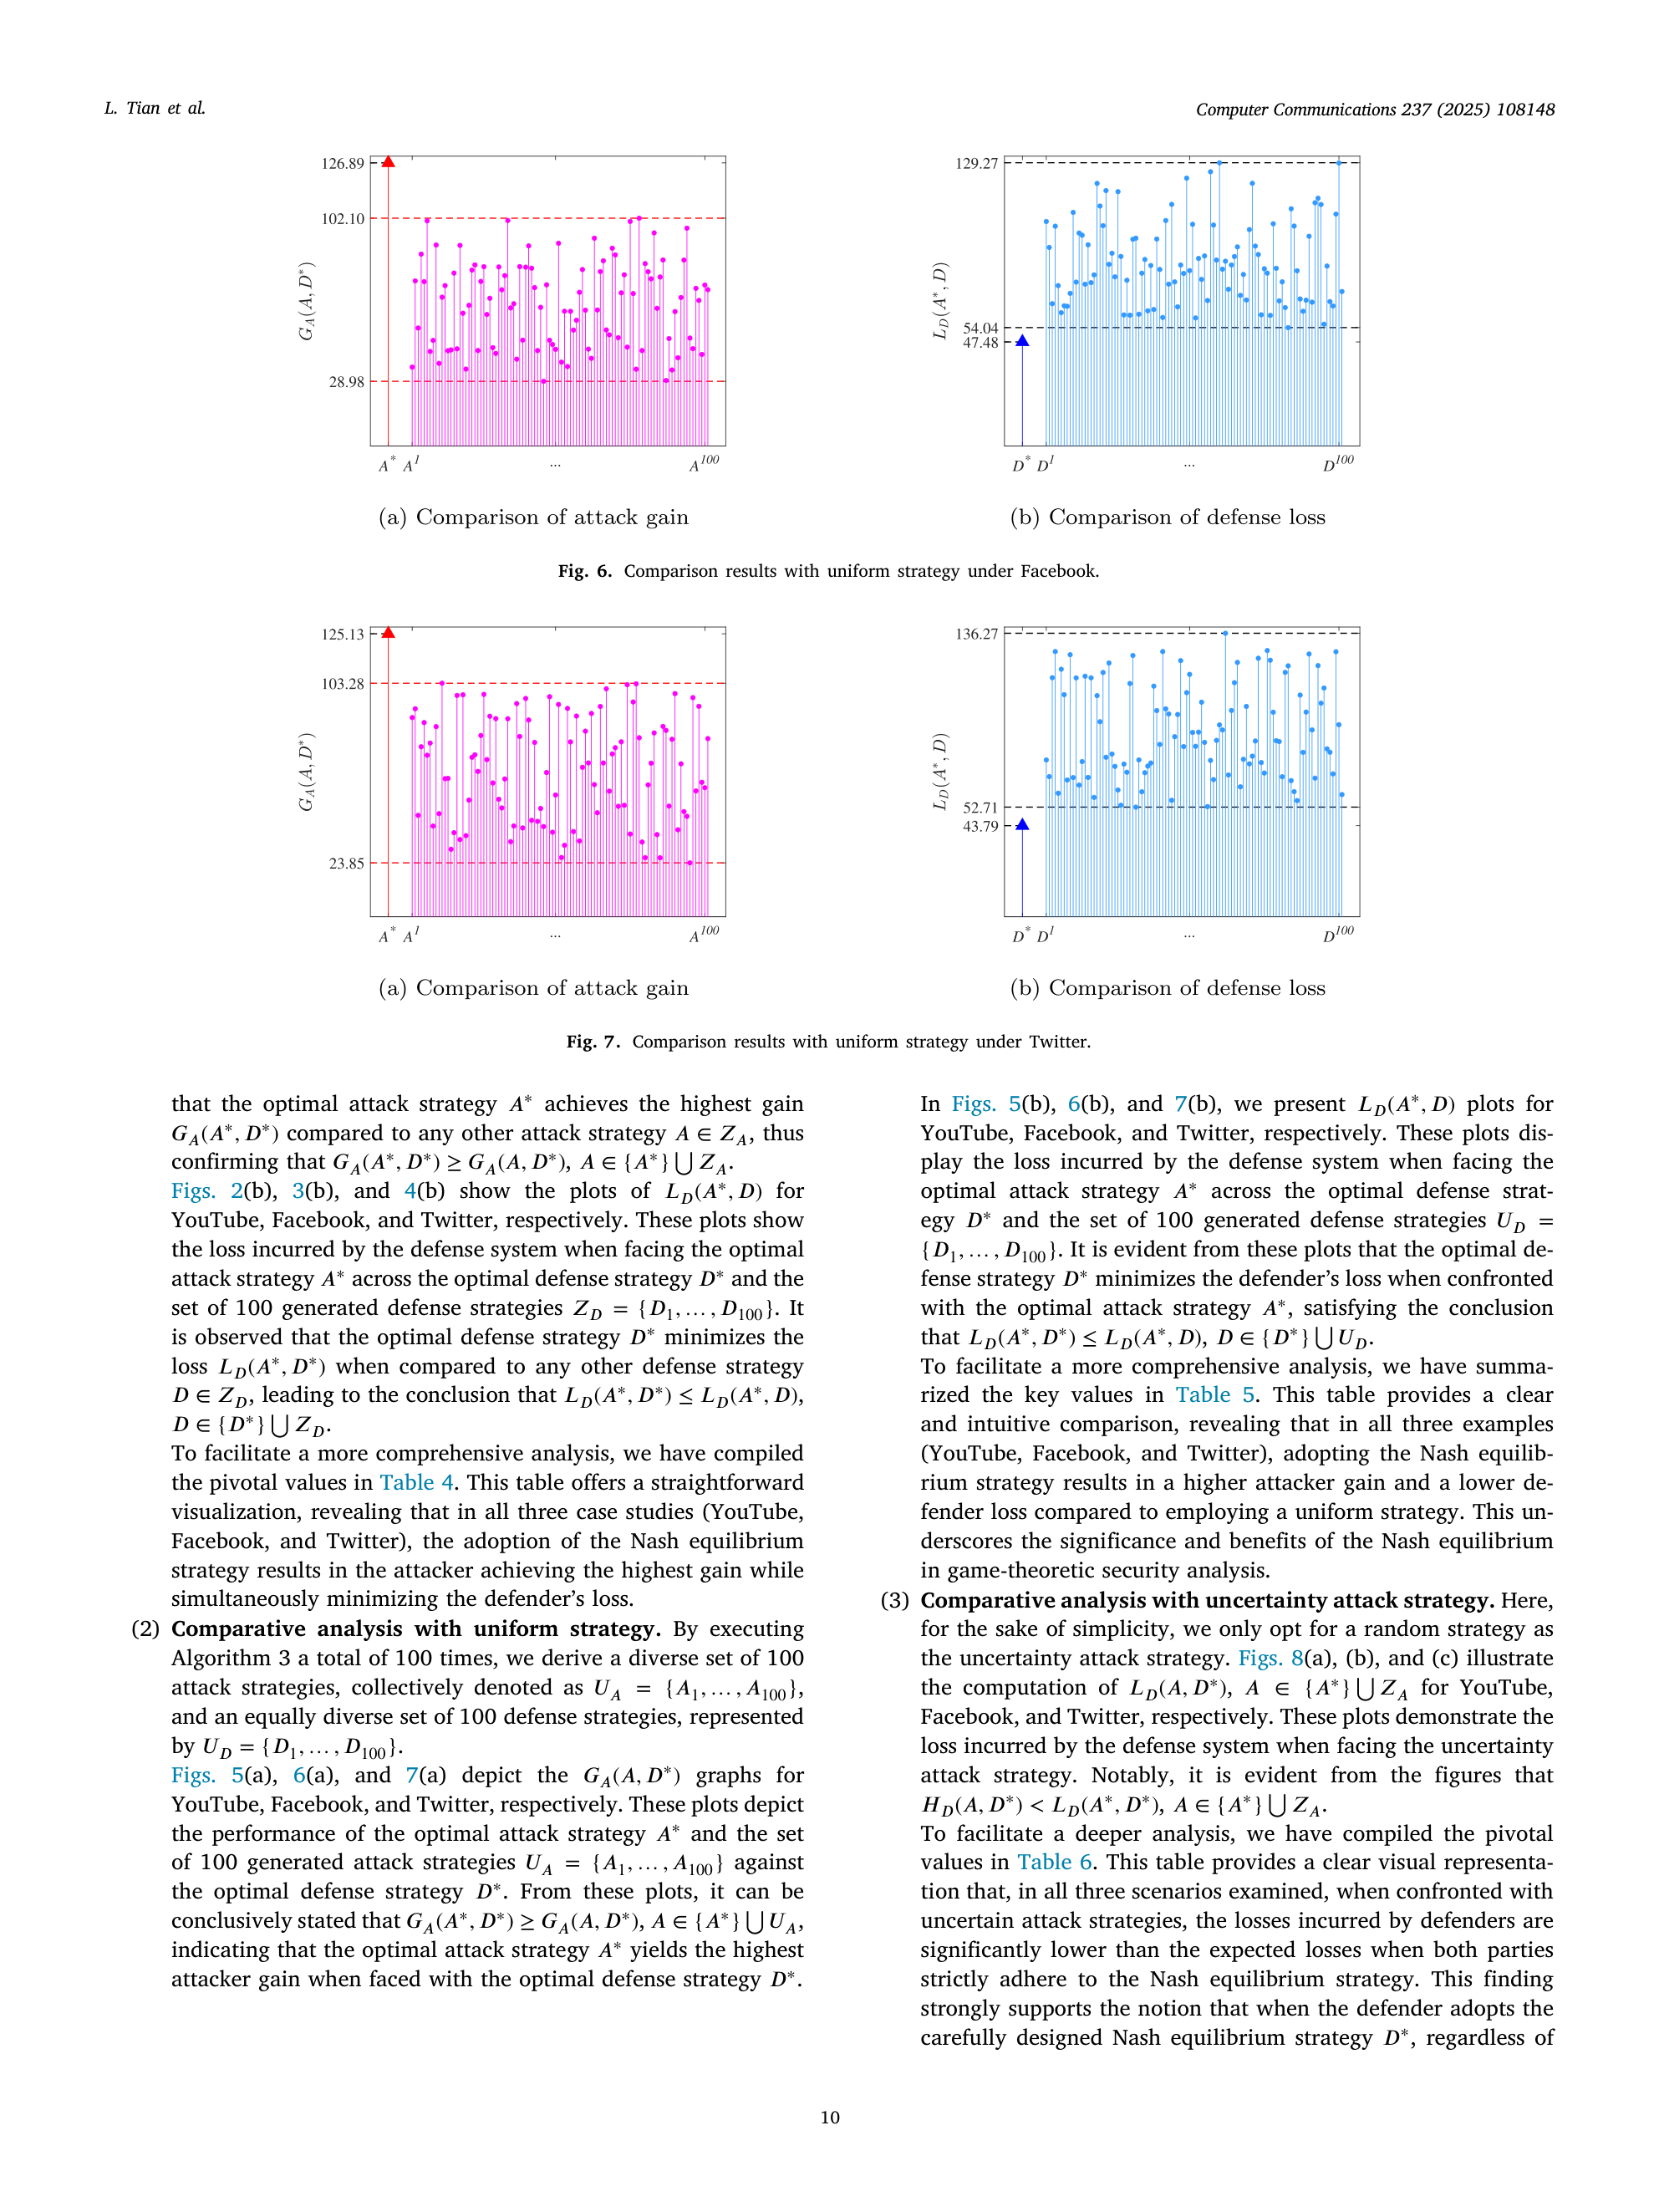 L. Tian et al.
Computer Communications 237 (2025) 108148
126.89
102.10
28.98
G_A(A, D*)
A* A^1 ... A^100
(a) Comparison of attack gain
129.27
54.04
47.48
L_D(A*, D)
D* D^1 ... D^100
(b) Comparison of defense loss
Fig. 6. Comparison results with uniform strategy under Facebook.
125.13
103.28
23.85
G_A(A, D*)
A* A^1 ... A^100
(a) Comparison of attack gain
136.27
52.71
43.79
L_D(A*, D)
D* D^1 ... D^100
(b) Comparison of defense loss
Fig. 7. Comparison results with uniform strategy under Twitter.
that the optimal attack strategy A* achieves the highest gain
G_A(A*, D*) compared to any other attack strategy A ∈ Z_A, thus
confirming that G_A(A*, D*) ≥ G_A(A, D*), A ∈ {A*} ⋃ Z_A.
Figs. 2(b), 3(b), and 4(b) show the plots of L_D(A*, D) for
YouTube, Facebook, and Twitter, respectively. These plots show
the loss incurred by the defense system when facing the optimal
attack strategy A* across the optimal defense strategy D* and the
set of 100 generated defense strategies Z_D = {D_1, … , D_100}. It
is observed that the optimal defense strategy D* minimizes the
loss L_D(A*, D*) when compared to any other defense strategy
D ∈ Z_D, leading to the conclusion that L_D(A*, D*) ≤ L_D(A*, D),
D ∈ {D*} ⋃ Z_D.
To facilitate a more comprehensive analysis, we have compiled
the pivotal values in Table 4. This table offers a straightforward
visualization, revealing that in all three case studies (YouTube,
Facebook, and Twitter), the adoption of the Nash equilibrium
strategy results in the attacker achieving the highest gain while
simultaneously minimizing the defender's loss.
(2) Comparative analysis with uniform strategy. By executing
Algorithm 3 a total of 100 times, we derive a diverse set of 100
attack strategies, collectively denoted as U_A = {A_1, … , A_100},
and an equally diverse set of 100 defense strategies, represented
by U_D = {D_1, … , D_100}.
Figs. 5(a), 6(a), and 7(a) depict the G_A(A, D*) graphs for
YouTube, Facebook, and Twitter, respectively. These plots depict
the performance of the optimal attack strategy A* and the set
of 100 generated attack strategies U_A = {A_1, … , A_100} against
the optimal defense strategy D*. From these plots, it can be
conclusively stated that G_A(A*, D*) ≥ G_A(A, D*), A ∈ {A*} ⋃ U_A,
indicating that the optimal attack strategy A* yields the highest
attacker gain when faced with the optimal defense strategy D*.
In Figs. 5(b), 6(b), and 7(b), we present L_D(A*, D) plots for
YouTube, Facebook, and Twitter, respectively. These plots dis-
play the loss incurred by the defense system when facing the
optimal attack strategy A* across the optimal defense strat-
egy D* and the set of 100 generated defense strategies U_D =
{D_1, … , D_100}. It is evident from these plots that the optimal de-
fense strategy D* minimizes the defender's loss when confronted
with the optimal attack strategy A*, satisfying the conclusion
that L_D(A*, D*) ≤ L_D(A*, D), D ∈ {D*} ⋃ U_D.
To facilitate a more comprehensive analysis, we have summa-
rized the key values in Table 5. This table provides a clear
and intuitive comparison, revealing that in all three examples
(YouTube, Facebook, and Twitter), adopting the Nash equilib-
rium strategy results in a higher attacker gain and a lower de-
fender loss compared to employing a uniform strategy. This un-
derscores the significance and benefits of the Nash equilibrium
in game-theoretic security analysis.
(3) Comparative analysis with uncertainty attack strategy. Here,
for the sake of simplicity, we only opt for a random strategy as
the uncertainty attack strategy. Figs. 8(a), (b), and (c) illustrate
the computation of L_D(A, D*), A ∈ {A*} ⋃ Z_A for YouTube,
Facebook, and Twitter, respectively. These plots demonstrate the
loss incurred by the defense system when facing the uncertainty
attack strategy. Notably, it is evident from the figures that
H_D(A, D*) < L_D(A*, D*), A ∈ {A*} ⋃ Z_A.
To facilitate a deeper analysis, we have compiled the pivotal
values in Table 6. This table provides a clear visual representa-
tion that, in all three scenarios examined, when confronted with
uncertain attack strategies, the losses incurred by defenders are
significantly lower than the expected losses when both parties
strictly adhere to the Nash equilibrium strategy. This finding
strongly supports the notion that when the defender adopts the
carefully designed Nash equilibrium strategy D*, regardless of
10